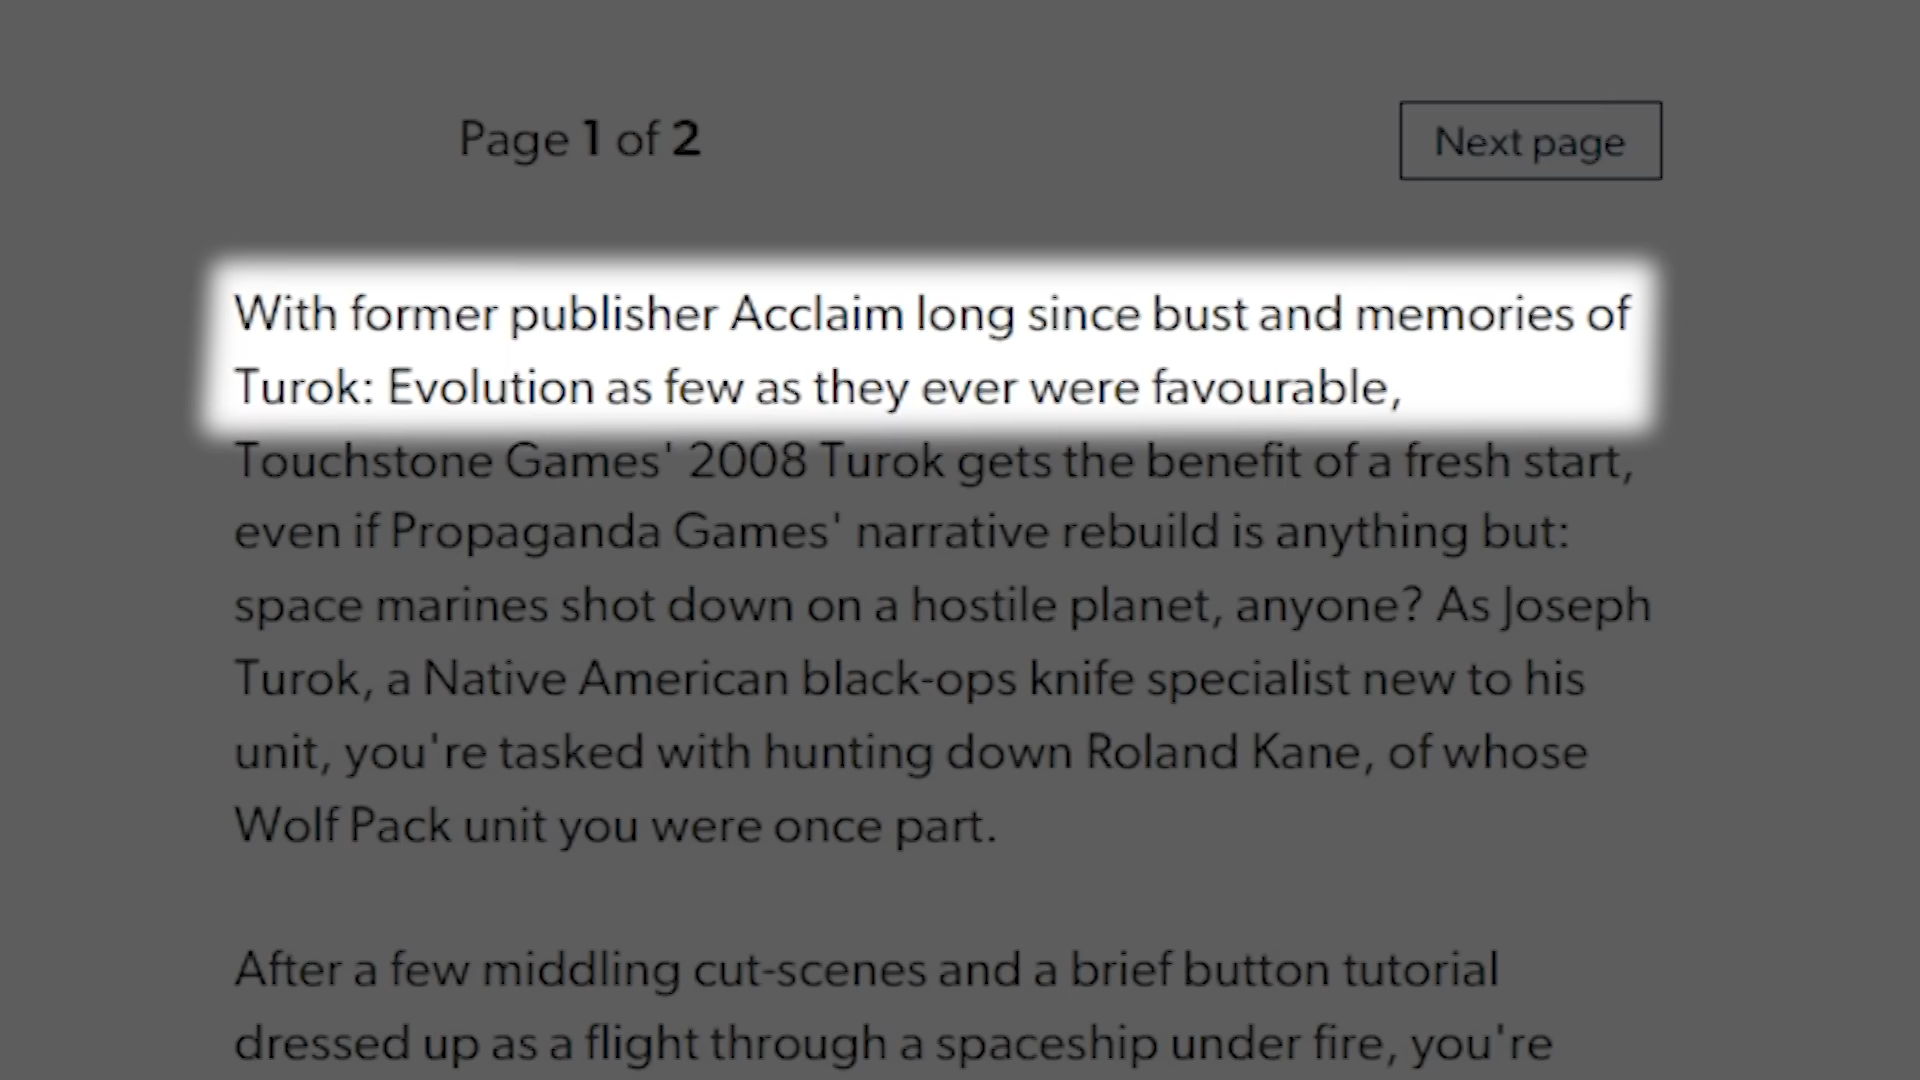 Page 1 of 2
Next page
With former publisher Acclaim long since bust and memories of
Turok: Evolution as few as they ever were favourable,
Touchstone Games' 2008 Turok gets the benefit of a fresh start,
even if Propaganda Games' narrative rebuild is anything but:
space marines shot down on a hostile planet, anyone? As Joseph
Turok, a Native American black-ops knife specialist new to his
unit, you're tasked with hunting down Roland Kane, of whose
Wolf Pack unit you were once part.
After a few middling cut-scenes and a brief button tutorial
dressed up as a flight through a spaceship under fire, you're